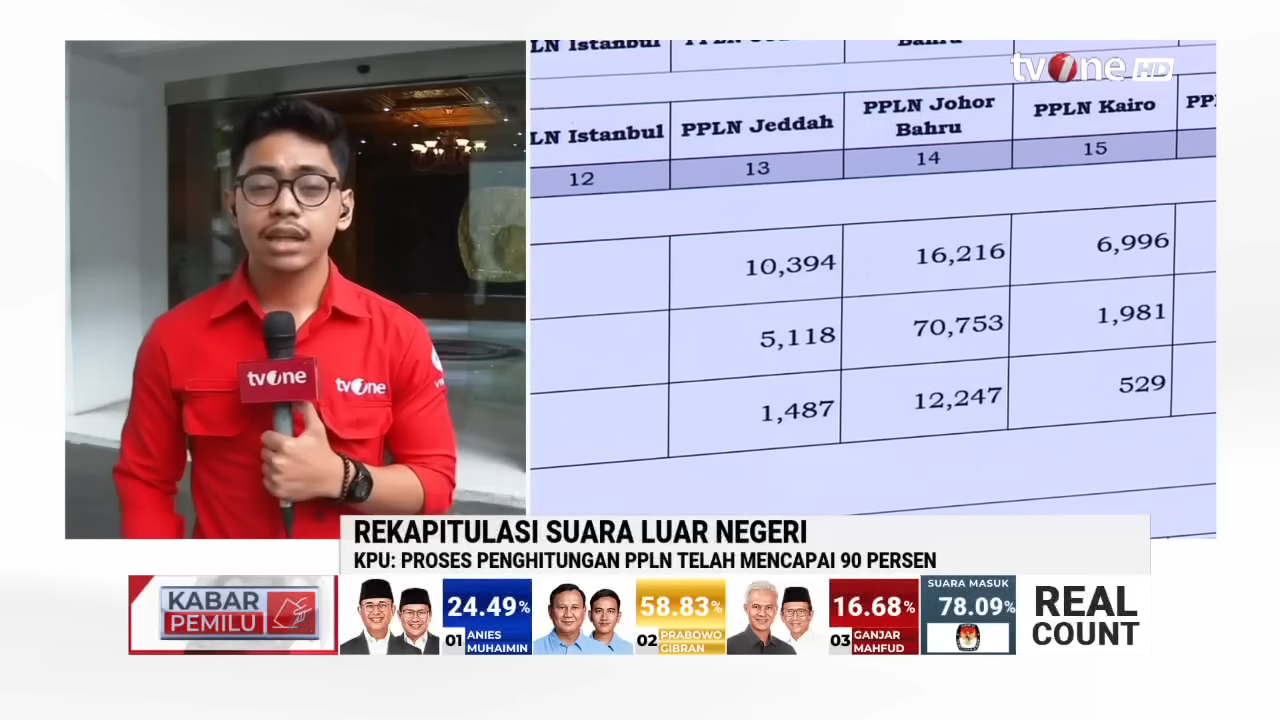 LN Istanbul
Bahru
tvOne HD
LN Istanbul
PPLN Jeddah
PPLN Johor
Bahru
PPLN Kairo
12
13
14
15
10,394
16,216
6,996
5,118
70,753
1,981
1,487
12,247
529
tvOne
tvOne
REKAPITULASI SUARA LUAR NEGERI
KPU: PROSES PENGHITUNGAN PPLN TELAH MENCAPAI 90 PERSEN
KABAR
PEMILU
24.49%
01 ANIES
MUHAIMIN
58.83%
02 PRABOWO
GIBRAN
16.68%
03 GANJAR
MAHFUD
SUARA MASUK
78.09%
REAL
COUNT